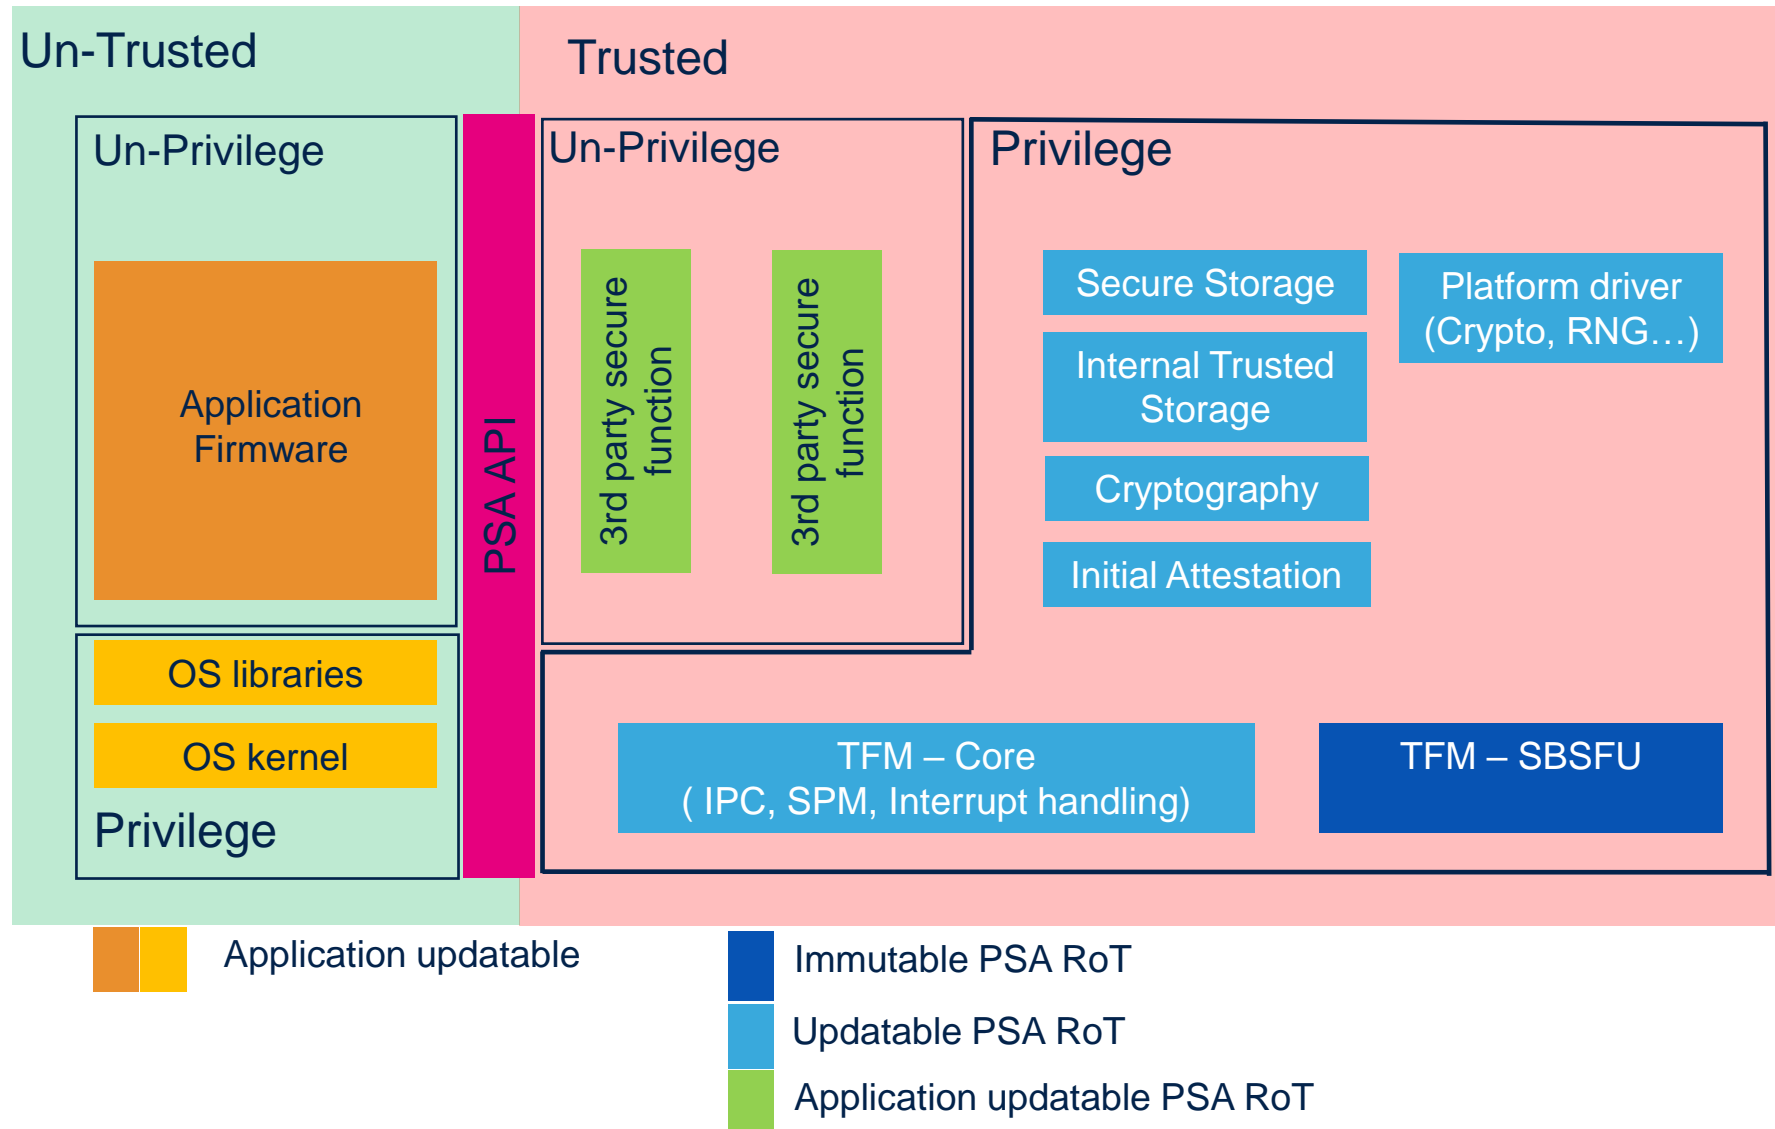 Un-Trusted
Trusted
Un-Privilege
Application
Firmware
OS libraries
OS kernel
Privilege
PSA API
Un-Privilege
3rd party secure
function
3rd party secure
function
Privilege
Secure Storage
Internal Trusted
Storage
Cryptography
Initial Attestation
Platform driver
(Crypto, RNG…)
TFM – Core
( IPC, SPM, Interrupt handling)
TFM – SBSFU
Application updatable
Immutable PSA RoT
Updatable PSA RoT
Application updatable PSA RoT